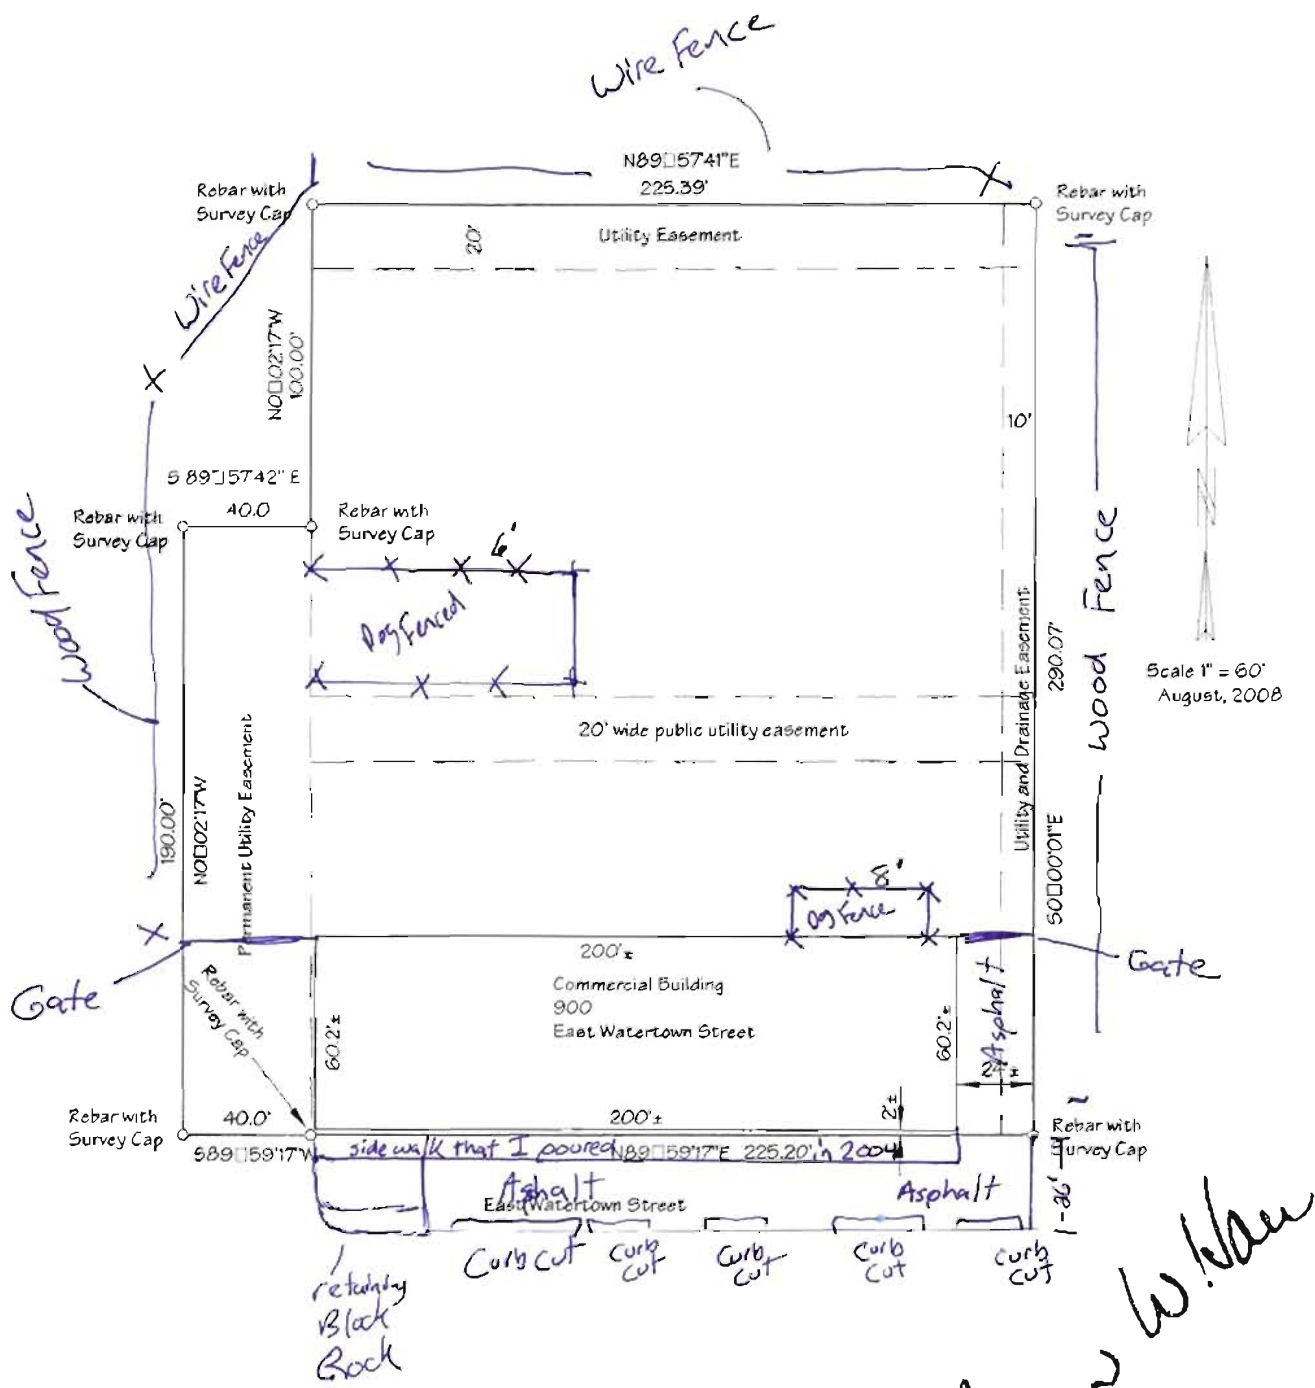 Wire Fence
N89□57'41"E
225.39'
Rebar with
Survey Cap
Rebar with
Survey Cap
Utility Easement
20'
Wire Fence
N0□02'17"W
100.00'
10'
S 89□57'42" E
40.0
Rebar with
Survey Cap
Rebar with
Survey Cap
6'
Dog Fenced
Wood Fence
Wood Fence
Utility and Drainage Easement
290.07'
S0□00'01"E
N
Scale 1" = 60'
August, 2008
20' wide public utility easement
190.00'
N0□02'17"W
Permanent Utility Easement
8'
Dog Fence
Gate
Gate
200'±
Commercial Building
900
East Watertown Street
Rebar with
Survey Cap
60.2'±
60.2'±
Asphalt
24'±
2'±
Rebar with
Survey Cap
40.0'
200'±
Rebar with
Survey Cap
S89□59'17"W
sidewalk that I poured in 2004
N89□59'17"E 225.20'
Asphalt
East Watertown Street
Asphalt
26'
Curb Cut
Curb
cut
Curb
cut
Curb
cut
Curb
cut
retaining
Block
Rock
W.